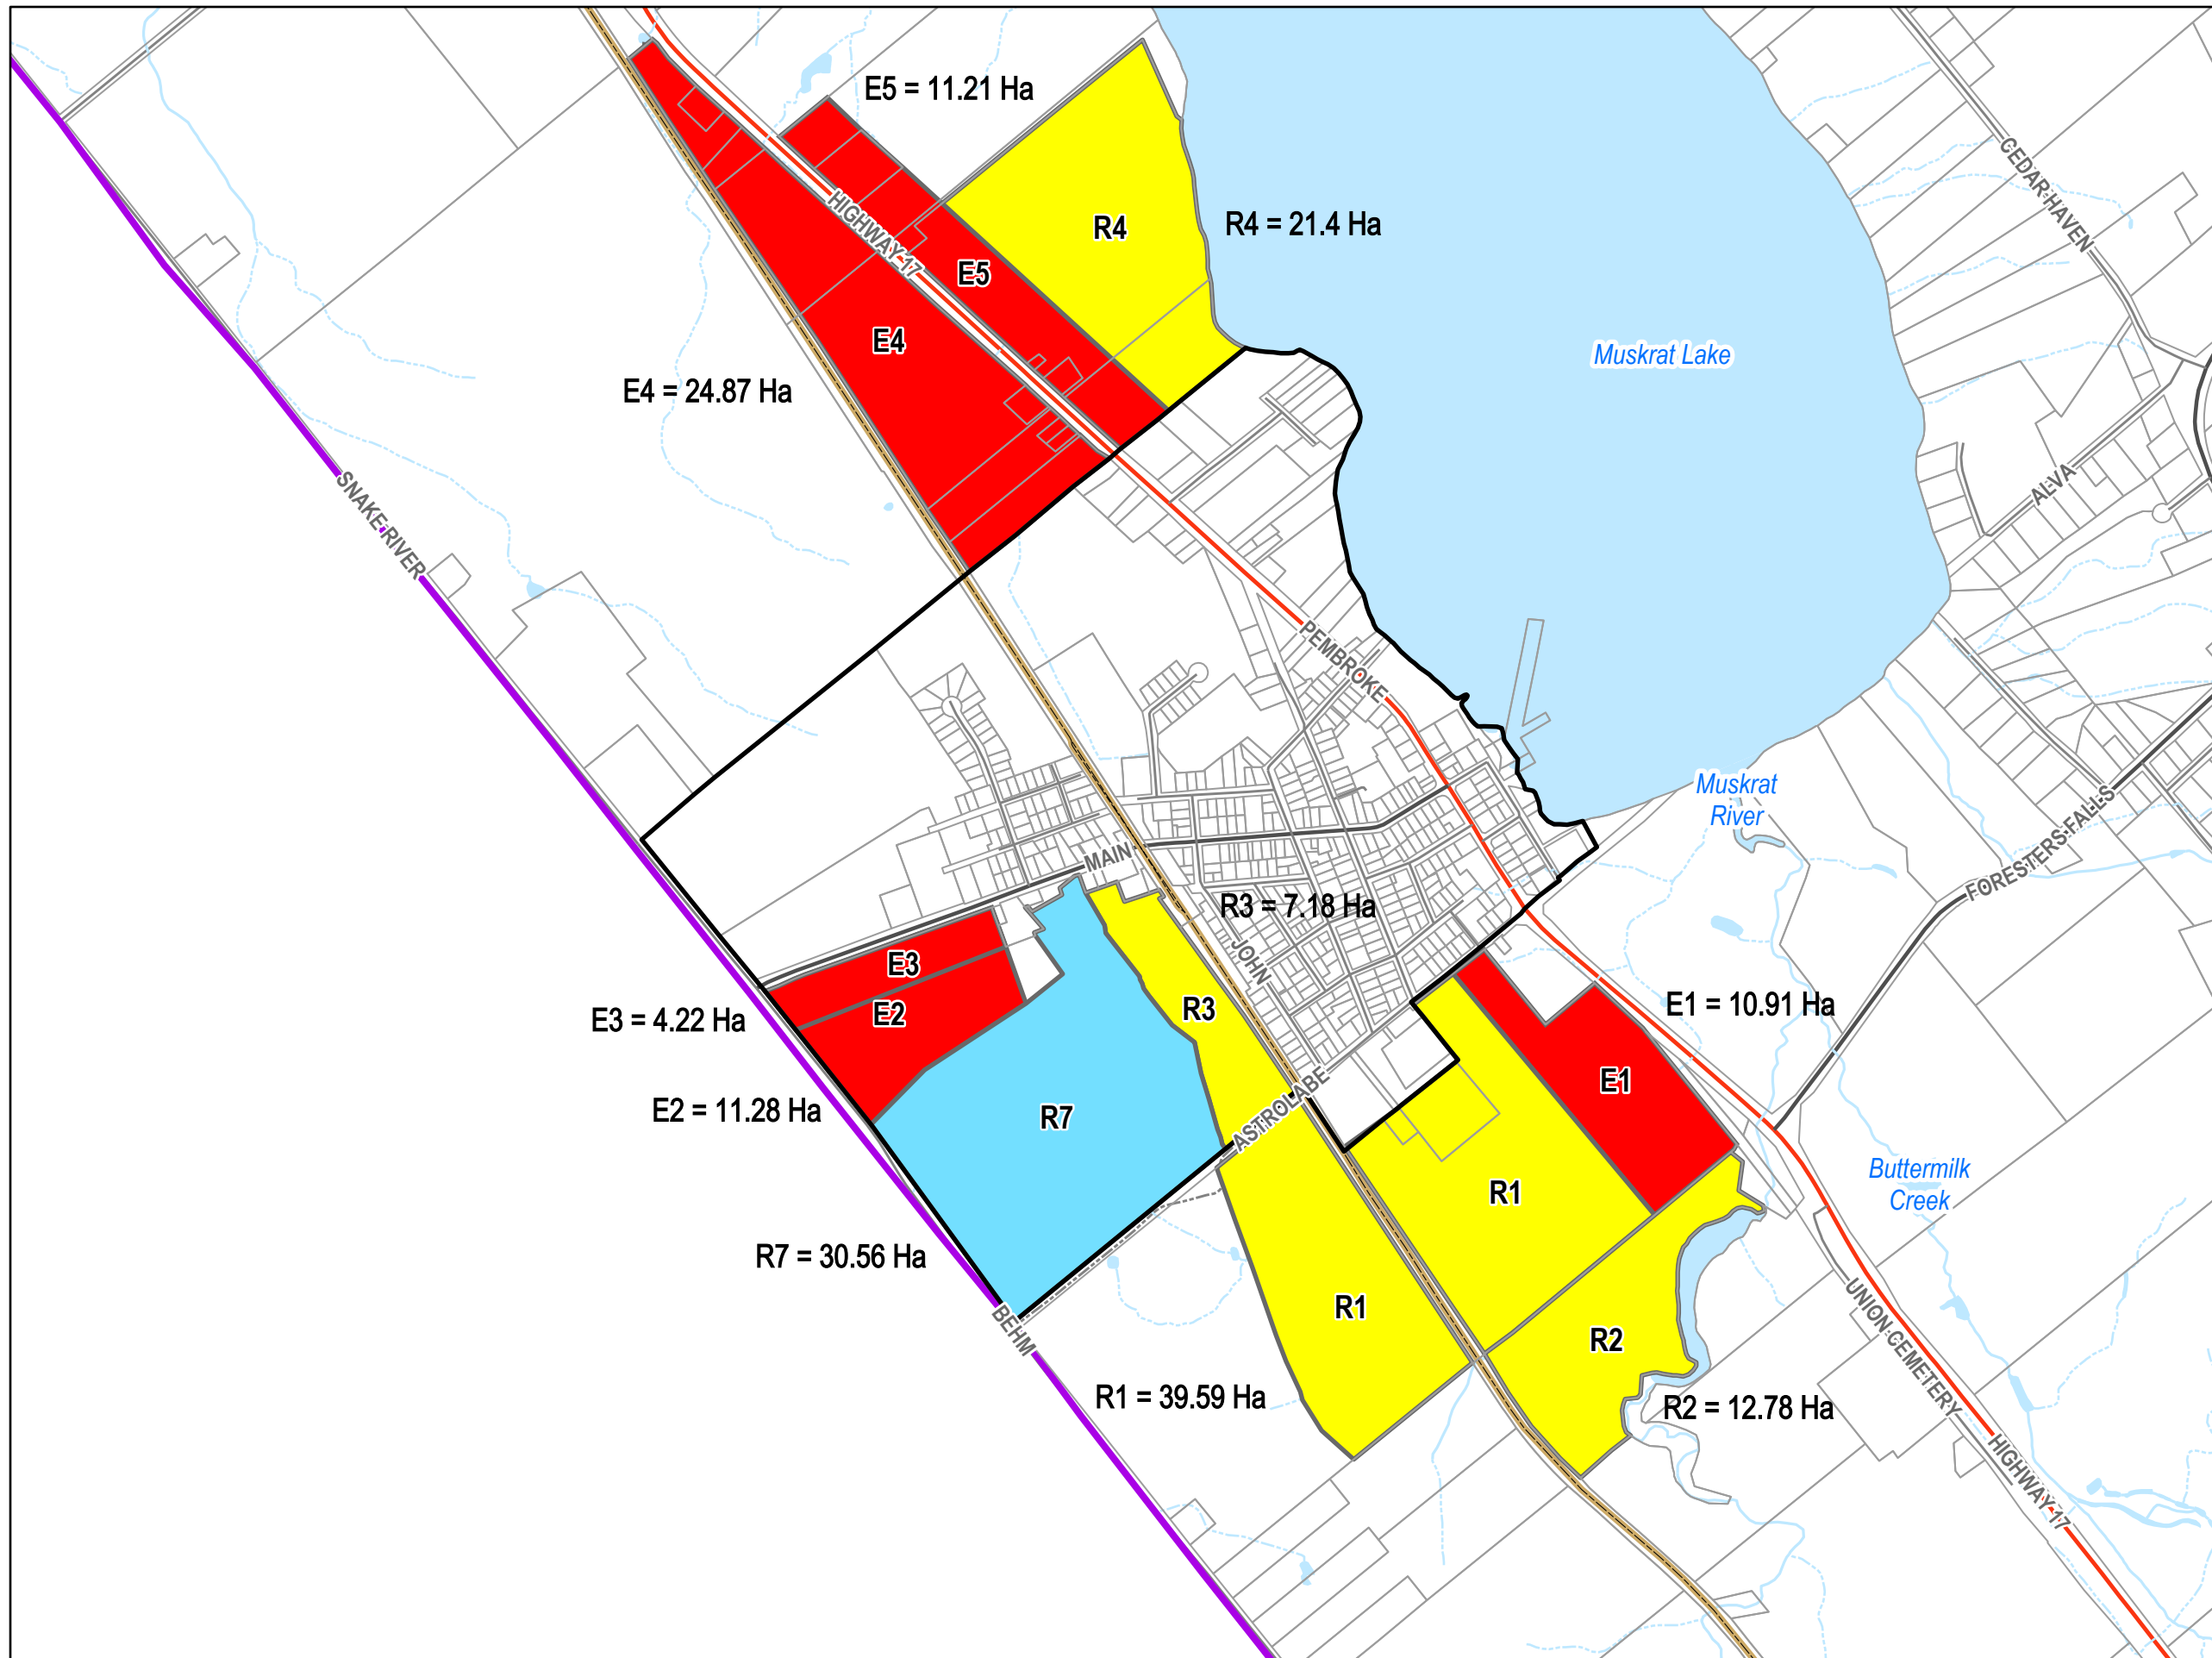 E5 = 11.21 Ha
CEDAR HAVEN
R4
R4 = 21.4 Ha
HIGHWAY 17
E5
E4
Muskrat Lake
E4 = 24.87 Ha
SNAKE RIVER
ALVA
PEMBROKE
Muskrat
River
FORESTERS FALLS
MAIN
R3 = 7.18 Ha
JOHN
E3
E2
R3
E1 = 10.91 Ha
E3 = 4.22 Ha
E1
E2 = 11.28 Ha
R7
ASTROLABE
Buttermilk
Creek
R1
R7 = 30.56 Ha
BEHM
R1
R2
UNION CEMETERY
R1 = 39.59 Ha
R2 = 12.78 Ha
HIGHWAY 17